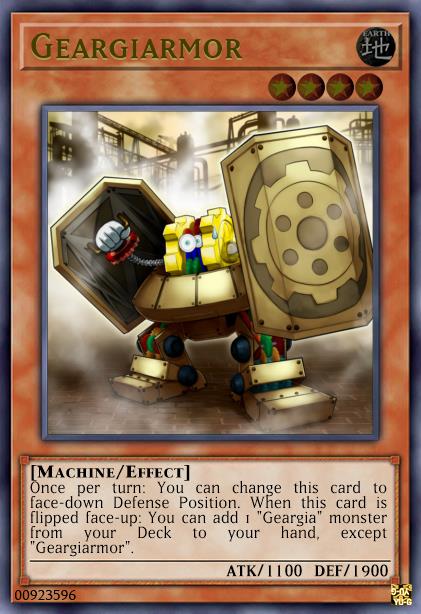 GEARGIARMOR
EARTH
地
[MACHINE/EFFECT]
Once per turn: You can change this card to
face-down Defense Position. When this card is
flipped face-up: You can add 1 "Geargia" monster
from your Deck to your hand, except
"Geargiarmor".
ATK/1100 DEF/1900
00923596